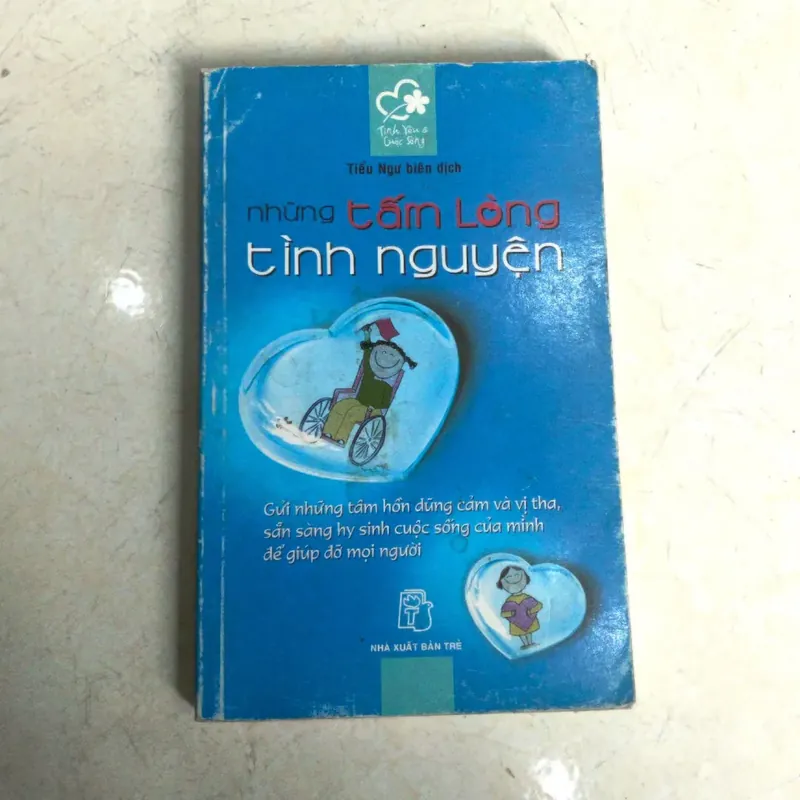 Tình Yêu &
Cuộc Sống
Tiểu Ngư biên dịch
những tấm lòng
tình nguyện
Gửi những tâm hồn dũng cảm và vị tha,
sẵn sàng hy sinh cuộc sống của mình
để giúp đỡ mọi người
T
NHÀ XUẤT BẢN TRẺ